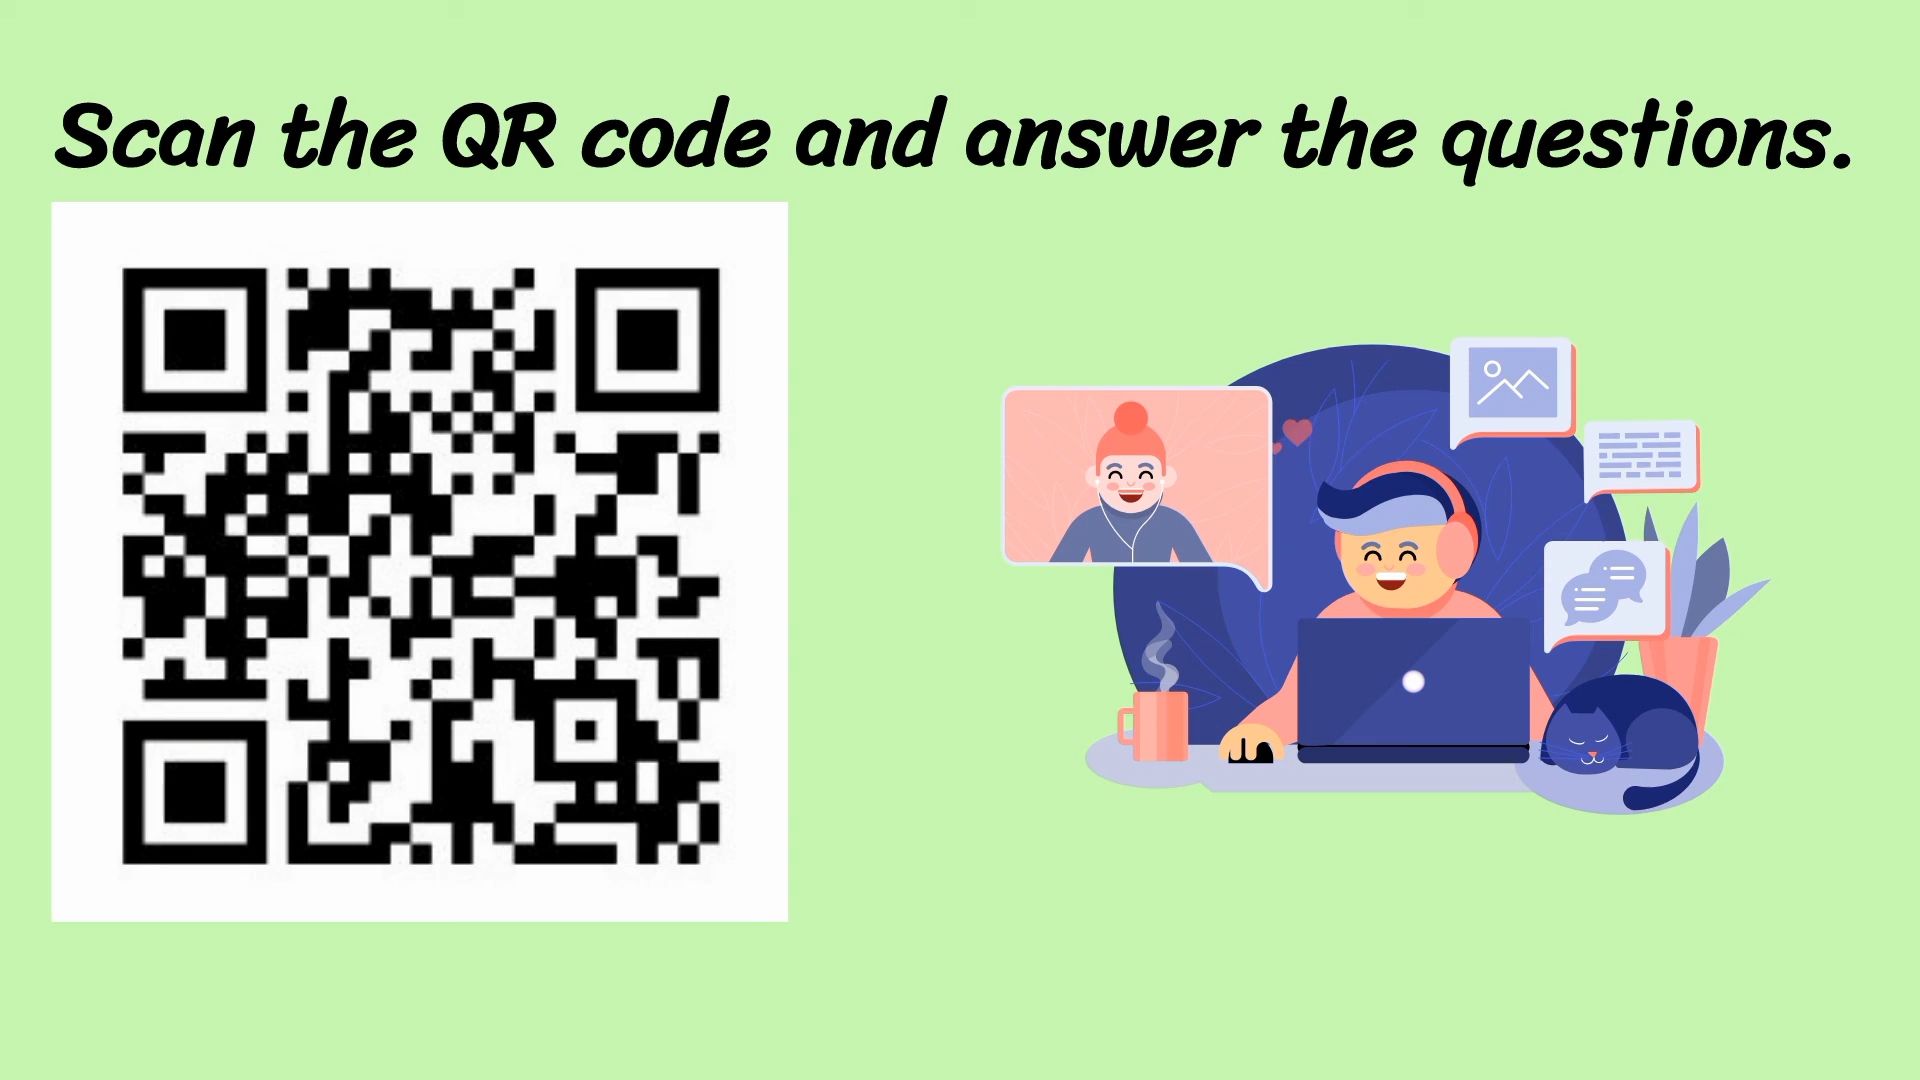 Scan the QR code and answer the questions.